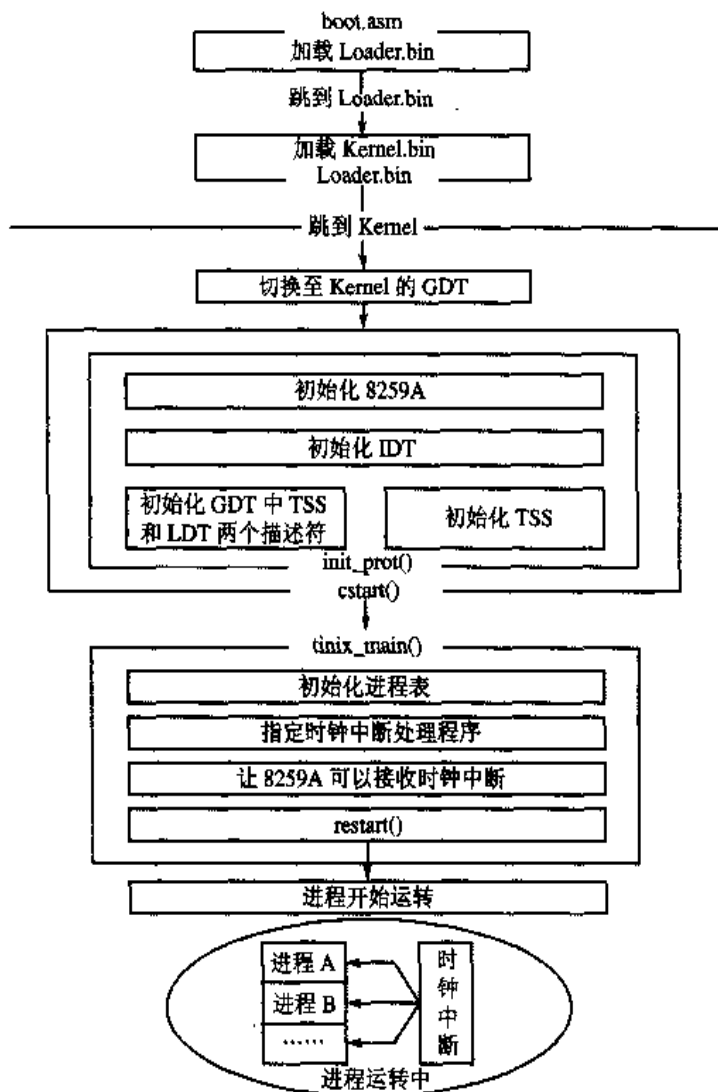 boot.asm
加载 Loader.bin
跳到 Loader.bin
加载 Kernel.bin
Loader.bin
跳到 Kernel
切换至 Kernel 的 GDT
初始化 8259A
初始化 IDT
初始化 GDT 中 TSS
和 LDT 两个描述符
初始化 TSS
init_prot()
cstart()
tinix_main()
初始化进程表
指定时钟中断处理程序
让 8259A 可以接收时钟中断
restart()
进程开始运转
进程 A
进程 B
……
时钟中断
进程运转中